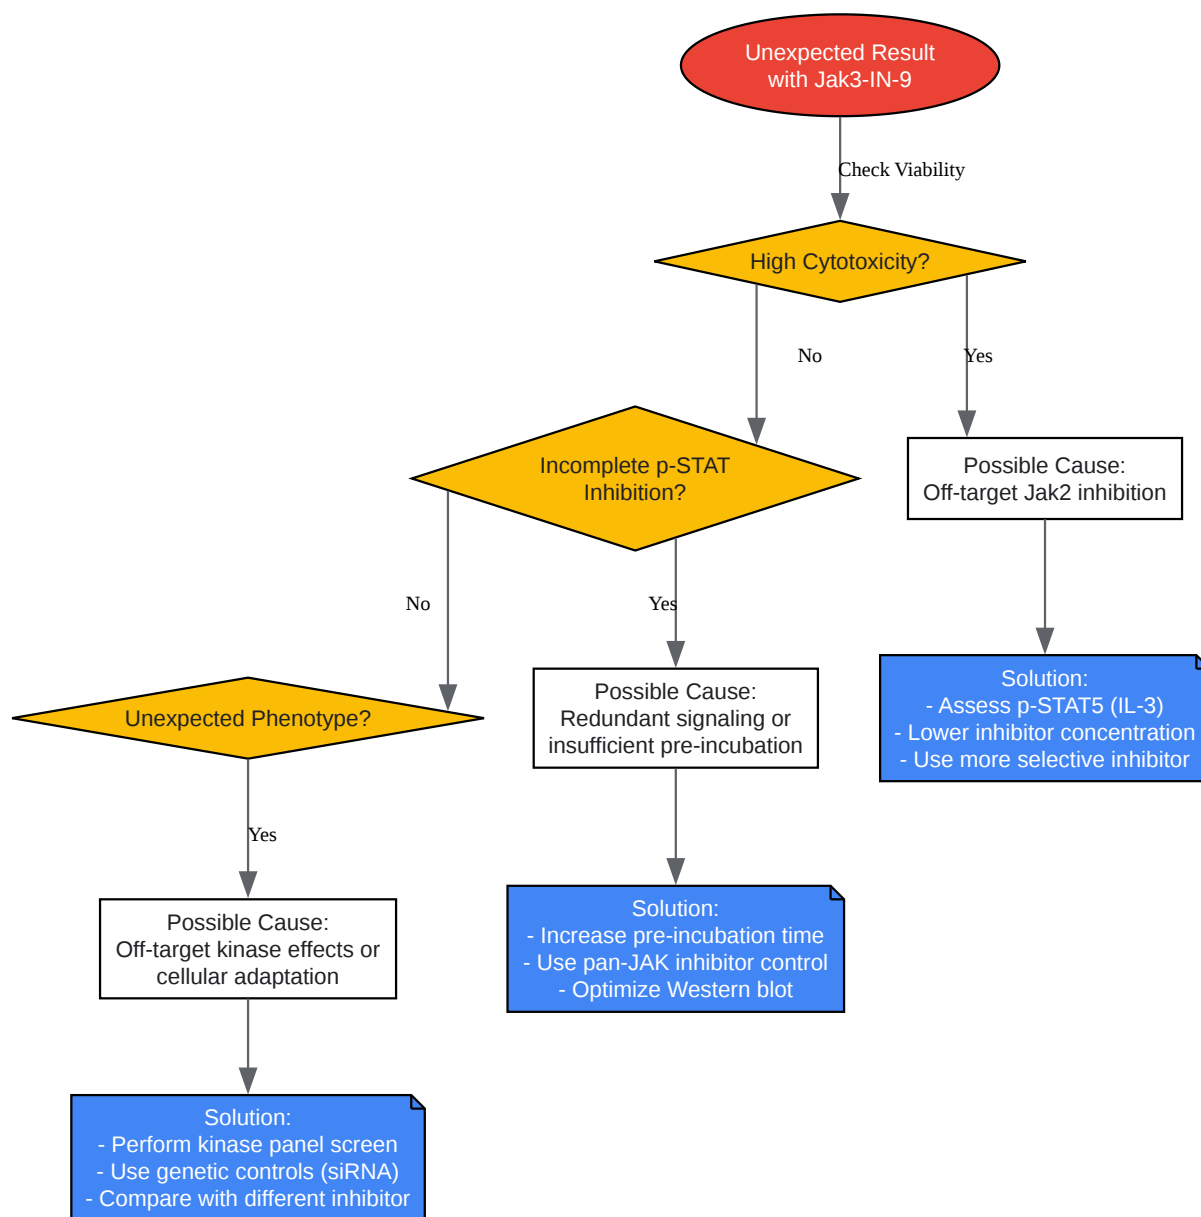 Unexpected Result
with Jak3-IN-9
Check Viability
High Cytotoxicity?
No
Yes
Incomplete p-STAT
Inhibition?
Possible Cause:
Off-target Jak2 inhibition
No
Yes
Solution:
- Assess p-STAT5 (IL-3)
- Lower inhibitor concentration
- Use more selective inhibitor
Unexpected Phenotype?
Possible Cause:
Redundant signaling or
insufficient pre-incubation
Yes
Possible Cause:
Off-target kinase effects or
cellular adaptation
Solution:
- Increase pre-incubation time
- Use pan-JAK inhibitor control
- Optimize Western blot
Solution:
- Perform kinase panel screen
- Use genetic controls (siRNA)
- Compare with different inhibitor